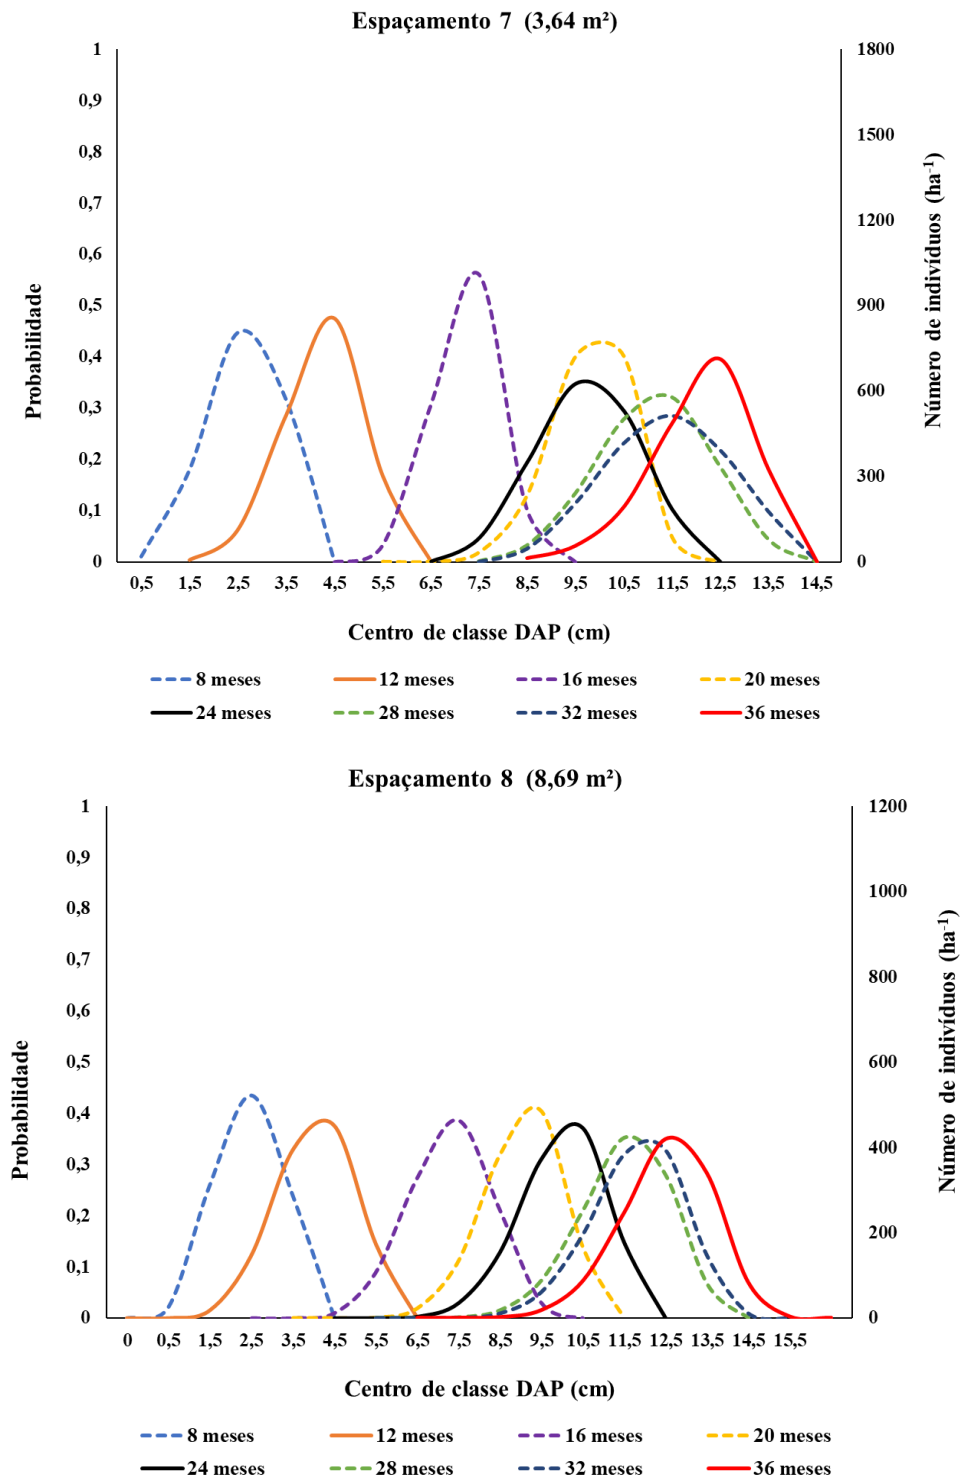 Espaçamento 7 (3,64 m²)
1
0,9
0,8
0,7
0,6
0,5
0,4
0,3
0,2
0,1
0
Probabilidade
1800
1500
1200
900
600
300
0
Número de indivíduos (ha⁻¹)
0,5 1,5 2,5 3,5 4,5 5,5 6,5 7,5 8,5 9,5 10,5 11,5 12,5 13,5 14,5
Centro de classe DAP (cm)
8 meses 12 meses 16 meses 20 meses
24 meses 28 meses 32 meses 36 meses
Espaçamento 8 (8,69 m²)
1
0,9
0,8
0,7
0,6
0,5
0,4
0,3
0,2
0,1
0
Probabilidade
1200
1000
800
600
400
200
0
Número de indivíduos (ha⁻¹)
0 0,5 1,5 2,5 3,5 4,5 5,5 6,5 7,5 8,5 9,5 10,5 11,5 12,5 13,5 14,5 15,5
Centro de classe DAP (cm)
8 meses 12 meses 16 meses 20 meses
24 meses 28 meses 32 meses 36 meses